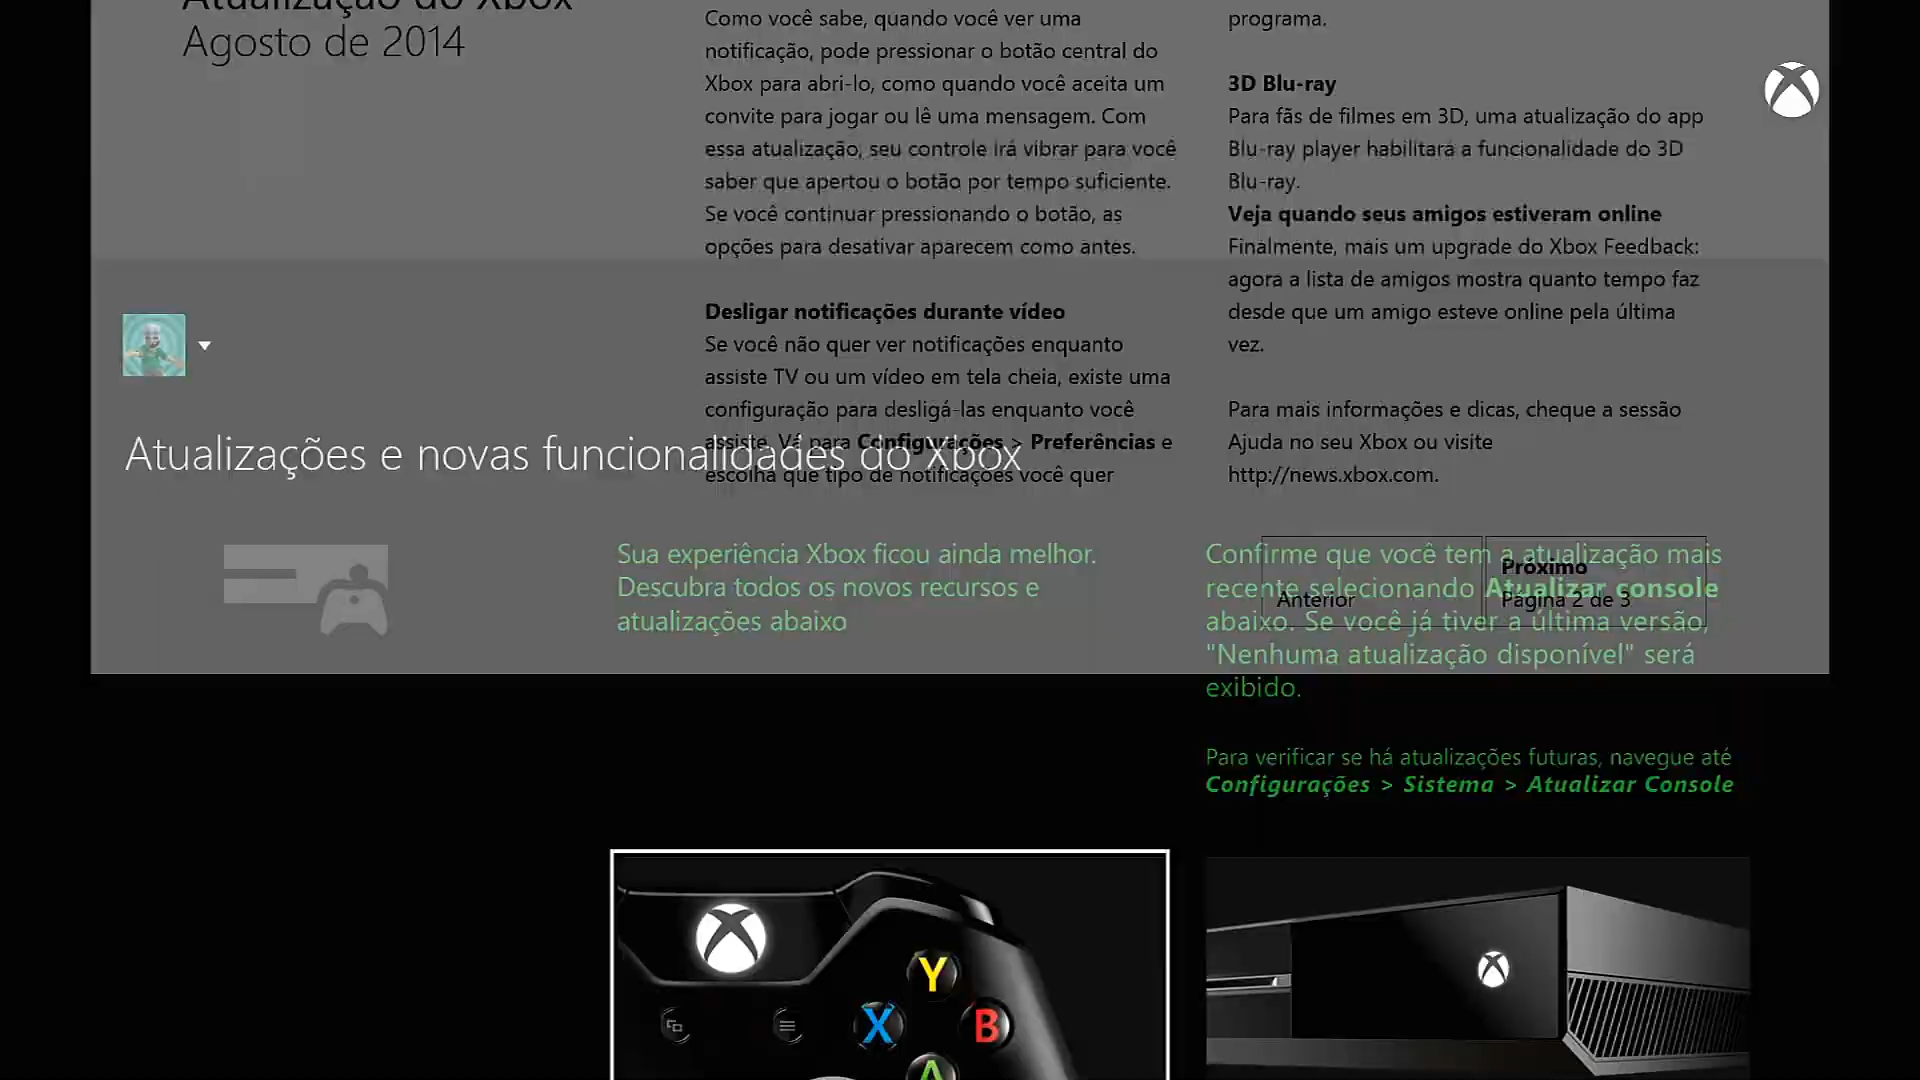 Atualização do Xbox
Agosto de 2014
Como você sabe, quando você ver uma
notificação, pode pressionar o botão central do
Xbox para abri-lo, como quando você aceita um
convite para jogar ou lê uma mensagem. Com
essa atualização, seu controle irá vibrar para você
saber que apertou o botão por tempo suficiente.
Se você continuar pressionando o botão, as
opções para desativar aparecem como antes.
Desligar notificações durante vídeo
Se você não quer ver notificações enquanto
assiste TV ou um vídeo em tela cheia, existe uma
configuração para desligá-las enquanto você
assiste. Vá para Configurações > Preferências e
escolha que tipo de notificações você quer
programa.
3D Blu-ray
Para fãs de filmes em 3D, uma atualização do app
Blu-ray player habilitará a funcionalidade do 3D
Blu-ray.
Veja quando seus amigos estiveram online
Finalmente, mais um upgrade do Xbox Feedback:
agora a lista de amigos mostra quanto tempo faz
desde que um amigo esteve online pela última
vez.
Para mais informações e dicas, cheque a sessão
Ajuda no seu Xbox ou visite
http://news.xbox.com.
Anterior
Próximo
Página 2 de 3
Atualizações e novas funcionalidades do Xbox
Sua experiência Xbox ficou ainda melhor.
Descubra todos os novos recursos e
atualizações abaixo
Confirme que você tem a atualização mais
recente selecionando Atualizar console
abaixo. Se você já tiver a última versão,
"Nenhuma atualização disponível" será
exibido.
Para verificar se há atualizações futuras, navegue até
Configurações > Sistema > Atualizar Console
Y
X
B
A